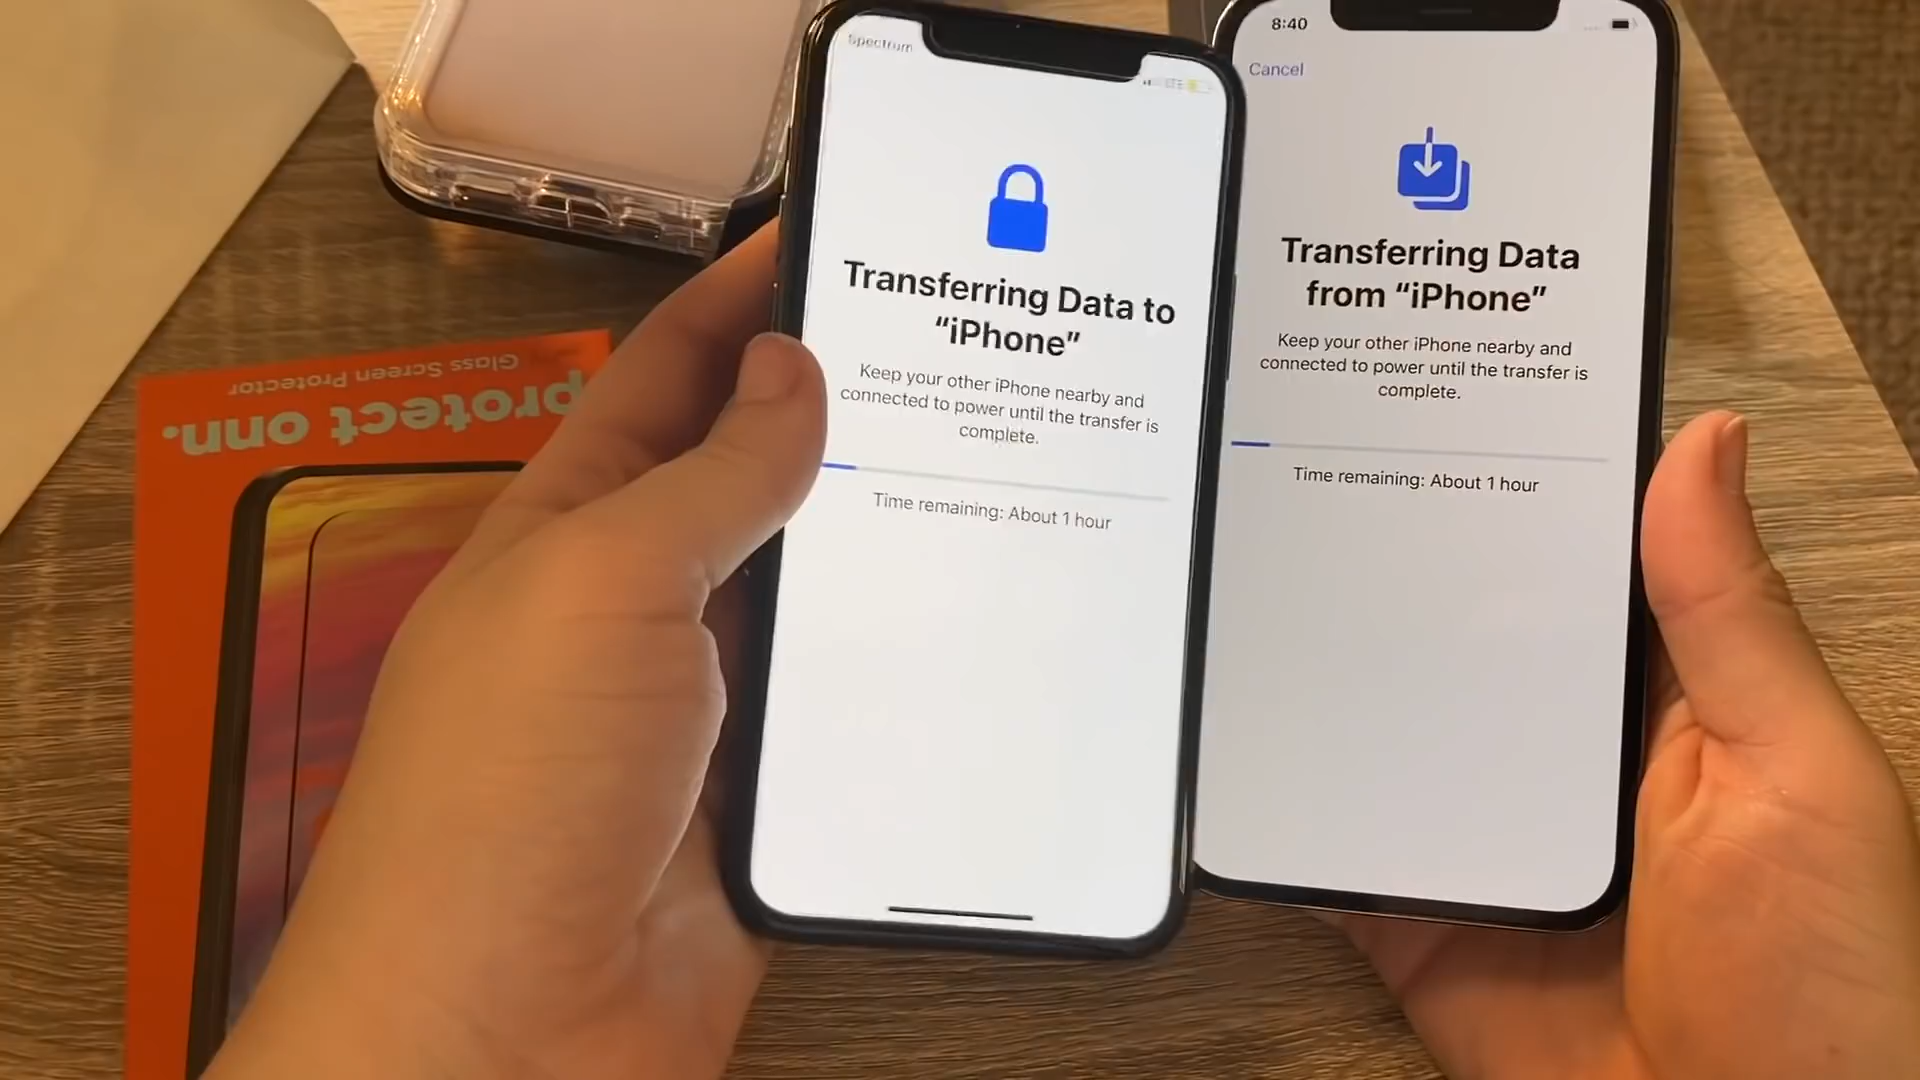 Spectrum
LTE
Transferring Data to
“iPhone”
Keep your other iPhone nearby and
connected to power until the transfer is
complete.
Time remaining: About 1 hour
8:40
Cancel
Transferring Data
from “iPhone”
Keep your other iPhone nearby and
connected to power until the transfer is
complete.
Time remaining: About 1 hour
protect onn.
Glass Screen Protector